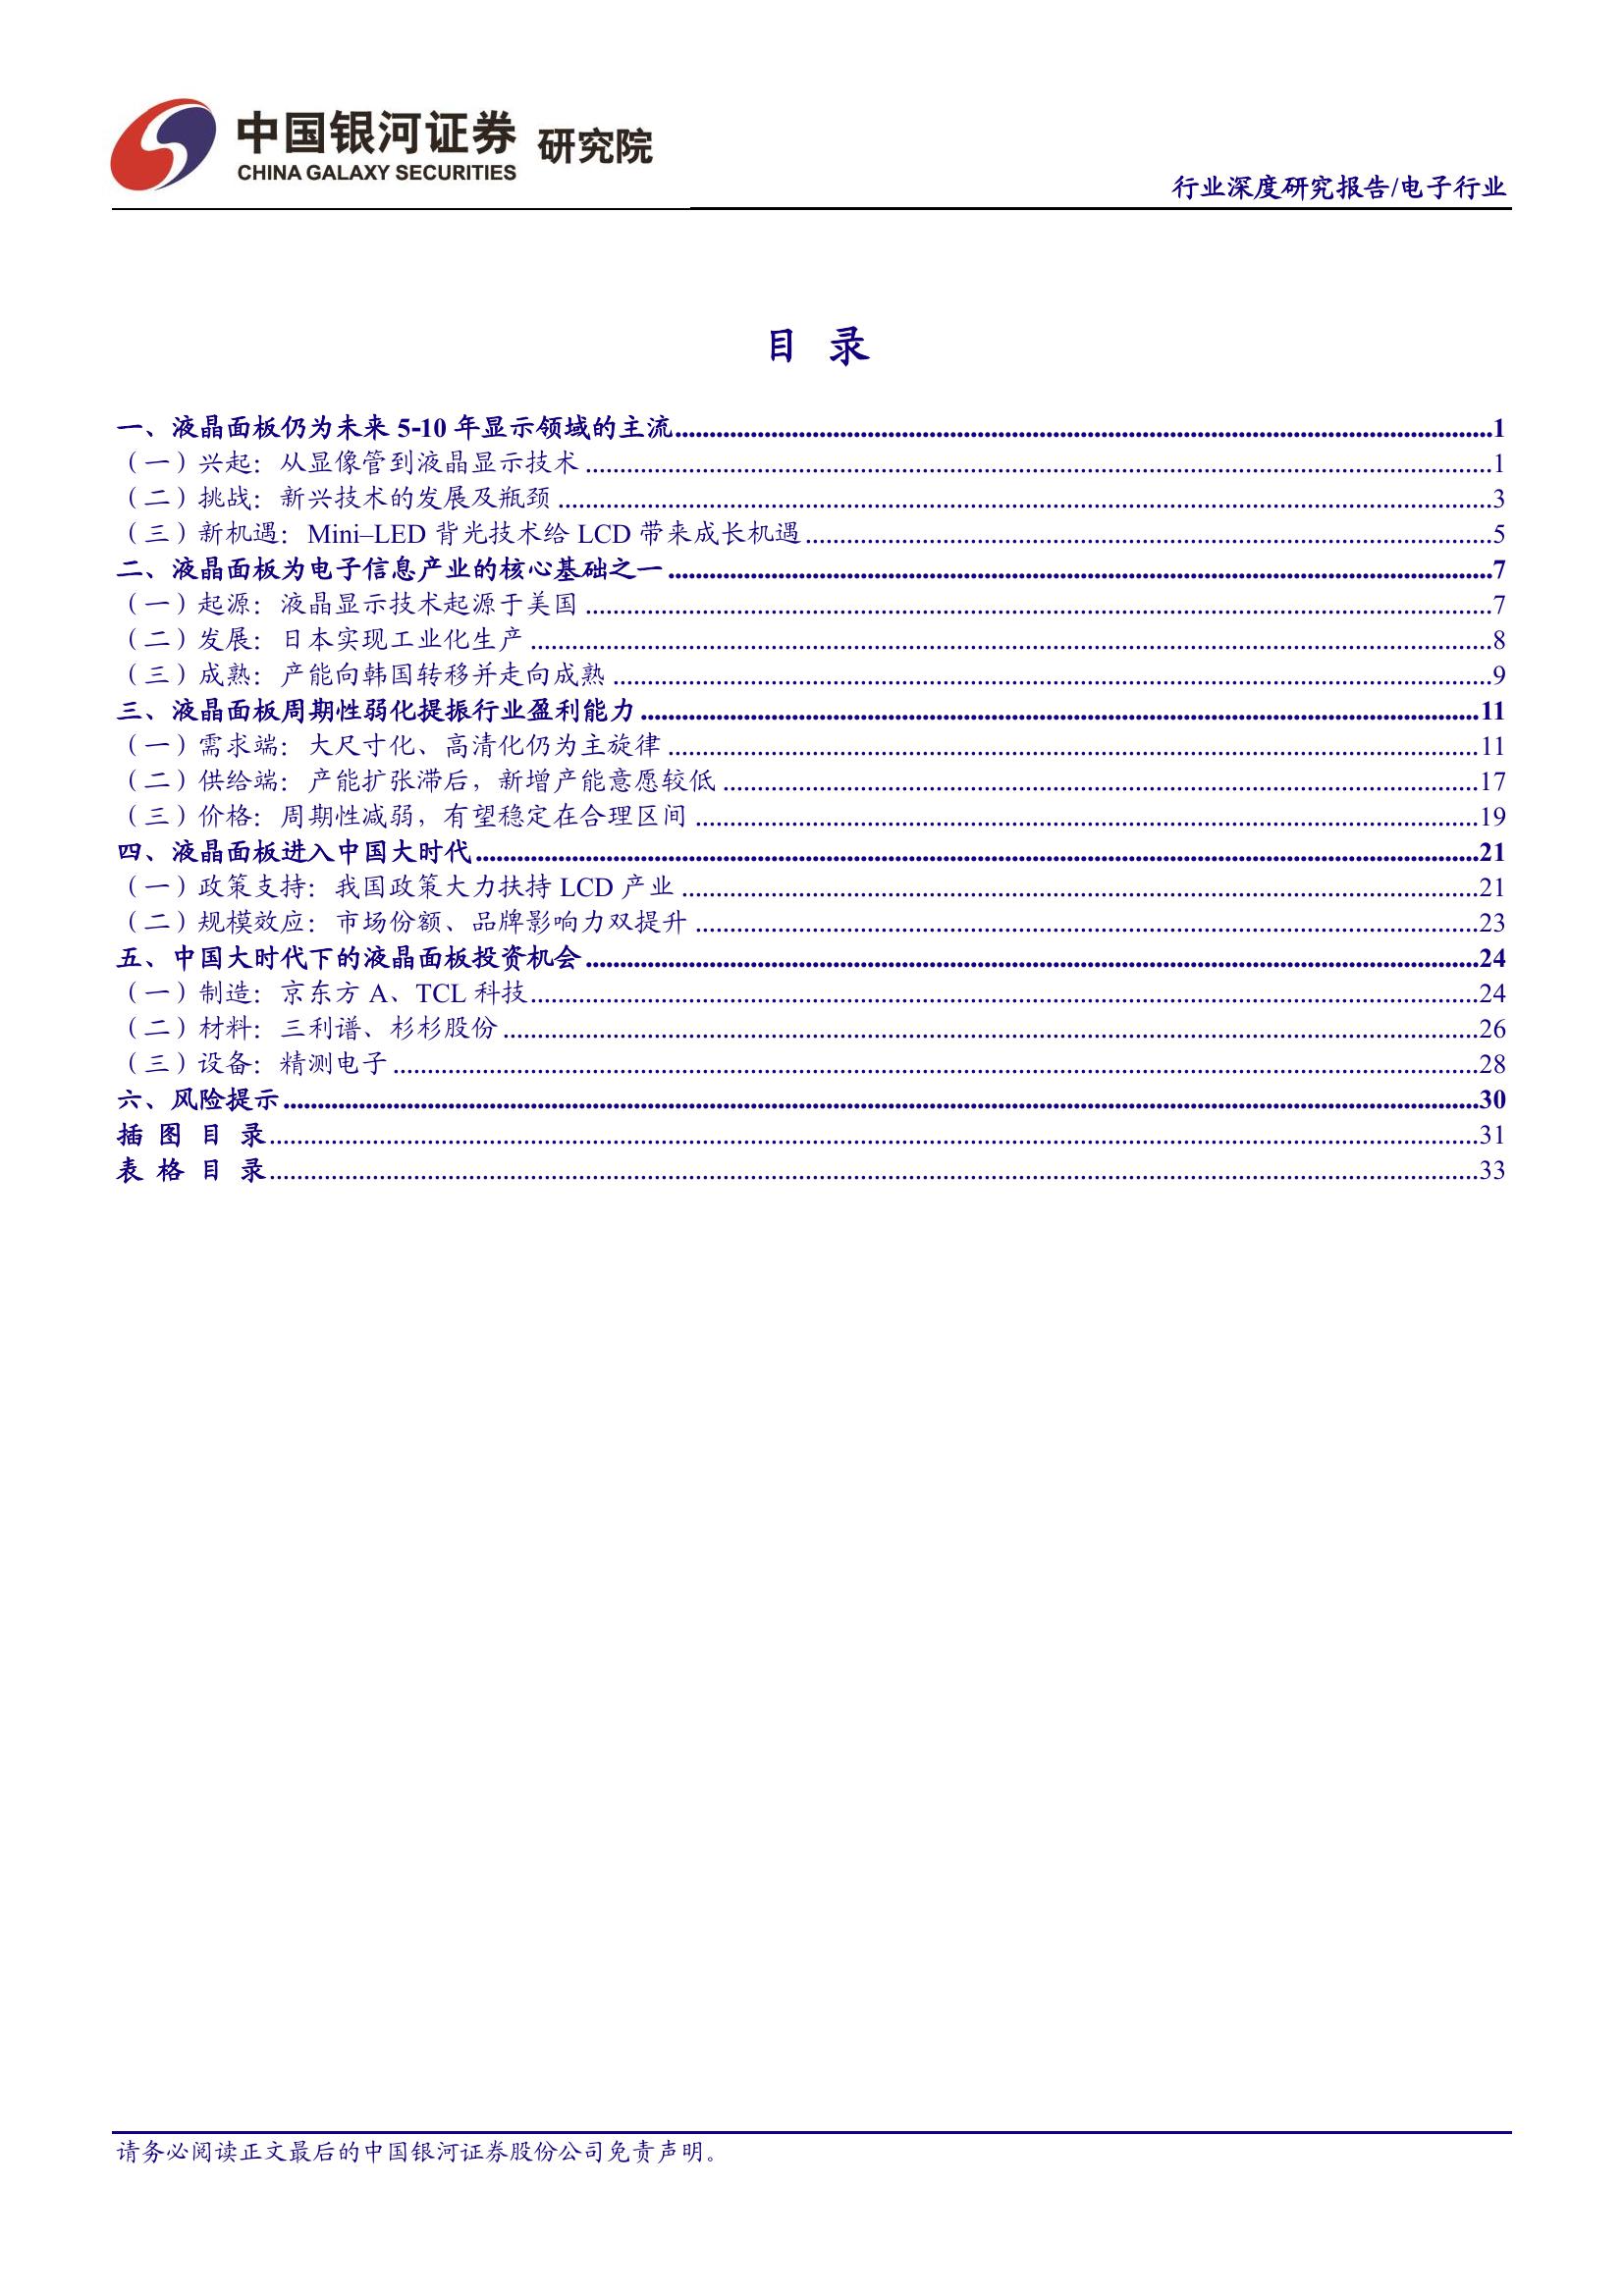 中国银河证券 研究院
CHINA GALAXY SECURITIES
行业深度研究报告/电子行业
目 录
一、液晶面板仍为未来 5-10 年显示领域的主流........1
（一）兴起：从显像管到液晶显示技术........1
（二）挑战：新兴技术的发展及瓶颈........3
（三）新机遇：Mini–LED 背光技术给 LCD 带来成长机遇........5
二、液晶面板为电子信息产业的核心基础之一........7
（一）起源：液晶显示技术起源于美国........7
（二）发展：日本实现工业化生产........8
（三）成熟：产能向韩国转移并走向成熟........9
三、液晶面板周期性弱化提振行业盈利能力........11
（一）需求端：大尺寸化、高清化仍为主旋律........11
（二）供给端：产能扩张滞后，新增产能意愿较低........17
（三）价格：周期性减弱，有望稳定在合理区间........19
四、液晶面板进入中国大时代........21
（一）政策支持：我国政策大力扶持 LCD 产业........21
（二）规模效应：市场份额、品牌影响力双提升........23
五、中国大时代下的液晶面板投资机会........24
（一）制造：京东方 A、TCL 科技........24
（二）材料：三利谱、杉杉股份........26
（三）设备：精测电子........28
六、风险提示........30
插 图 目 录........31
表 格 目 录........33
请务必阅读正文最后的中国银河证券股份公司免责声明。